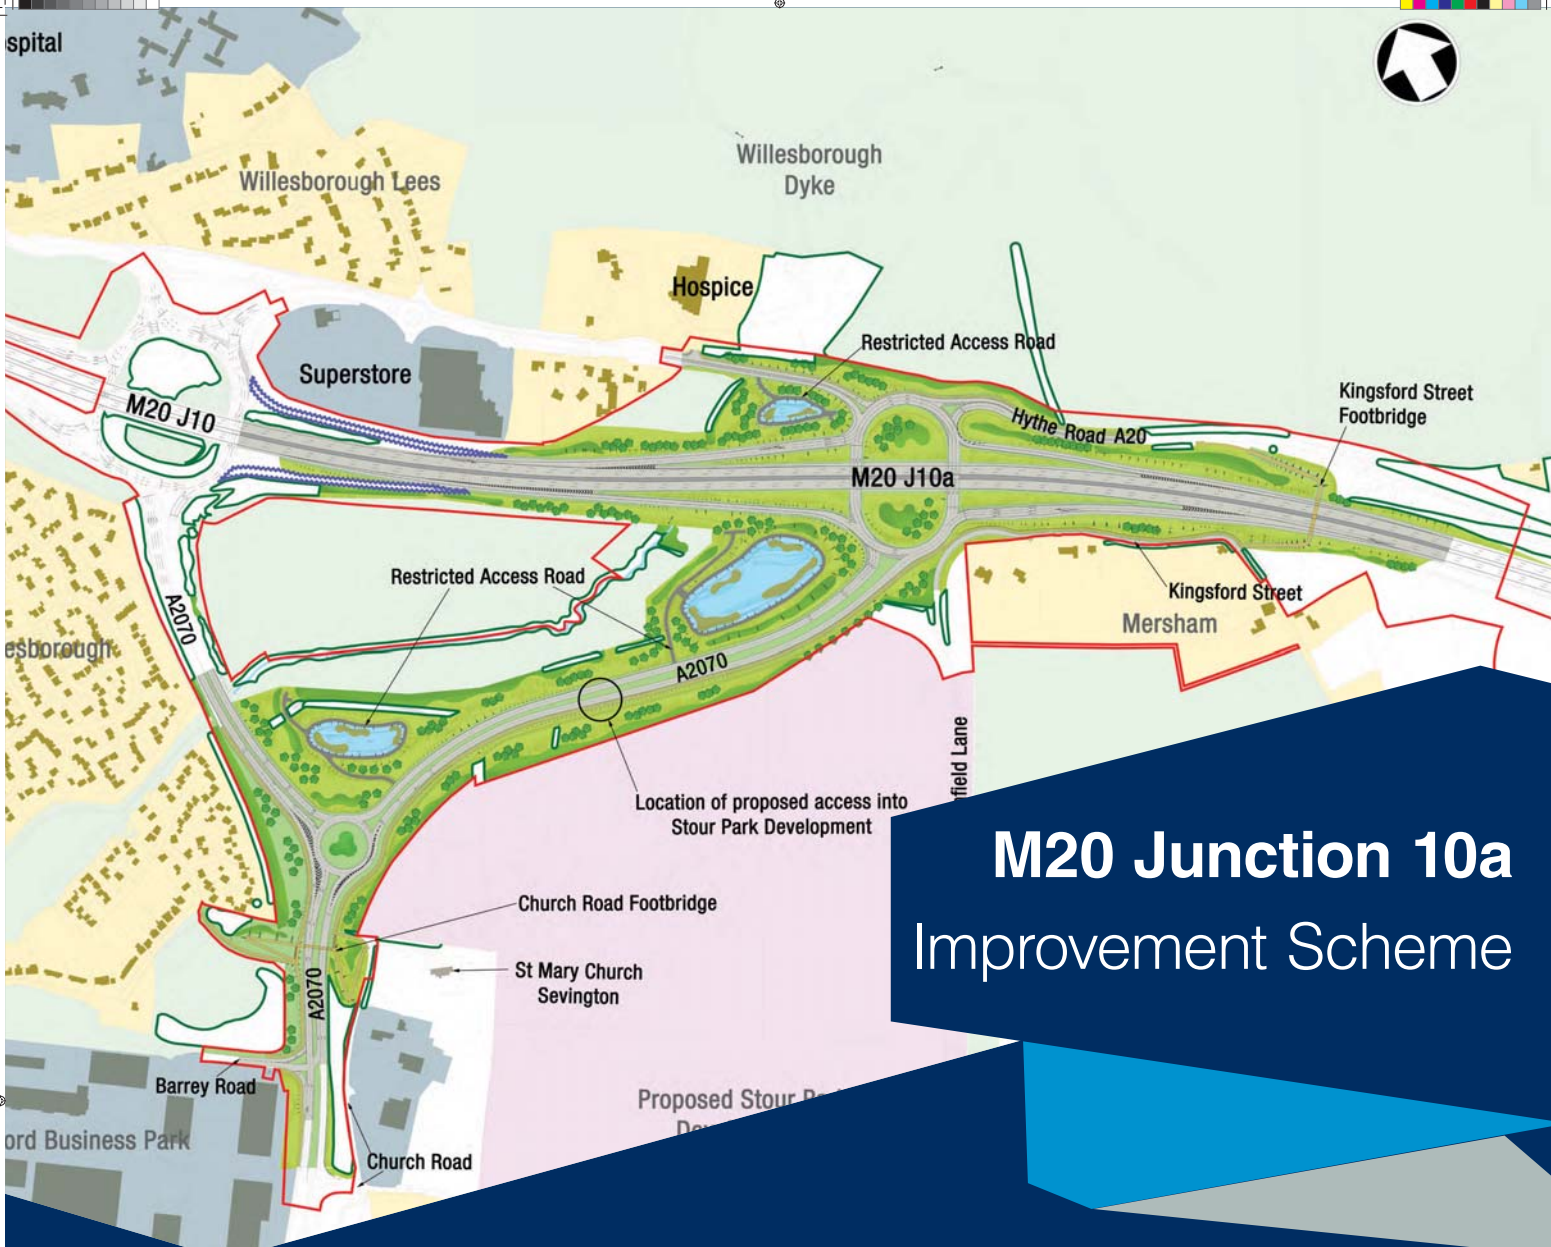 spital
Willesborough Lees
Willesborough
Dyke
Hospice
Restricted Access Road
Superstore
Kingsford Street
Footbridge
M20 J10
Hythe Road A20
M20 J10a
Restricted Access Road
Kingsford Street
A2070
Mersham
esborough
A2070
field Lane
Location of proposed access into
Stour Park Development
M20 Junction 10a
Improvement Scheme
Church Road Footbridge
St Mary Church
Sevington
A2070
Barrey Road
Proposed Stour
ord Business Park
Church Road